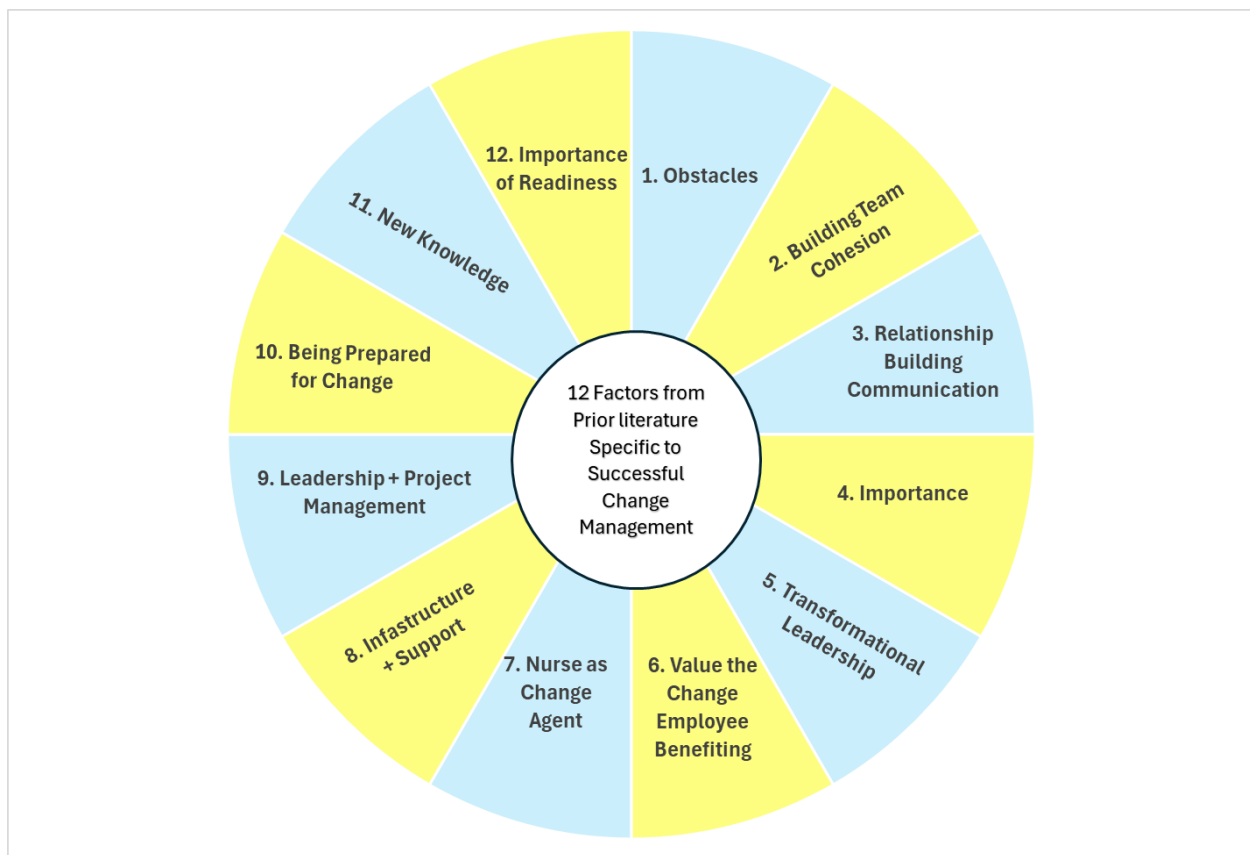 12 Factors from
Prior literature
Specific to
Successful
Change
Management
1. Obstacles
2. Building Team
Cohesion
3. Relationship
Building
Communication
4. Importance
5. Transformational
Leadership
6. Value the
Change
Employee
Benefiting
7. Nurse as
Change
Agent
8. Infastructure
+ Support
9. Leadership + Project
Management
10. Being Prepared
for Change
11. New Knowledge
12. Importance
of Readiness